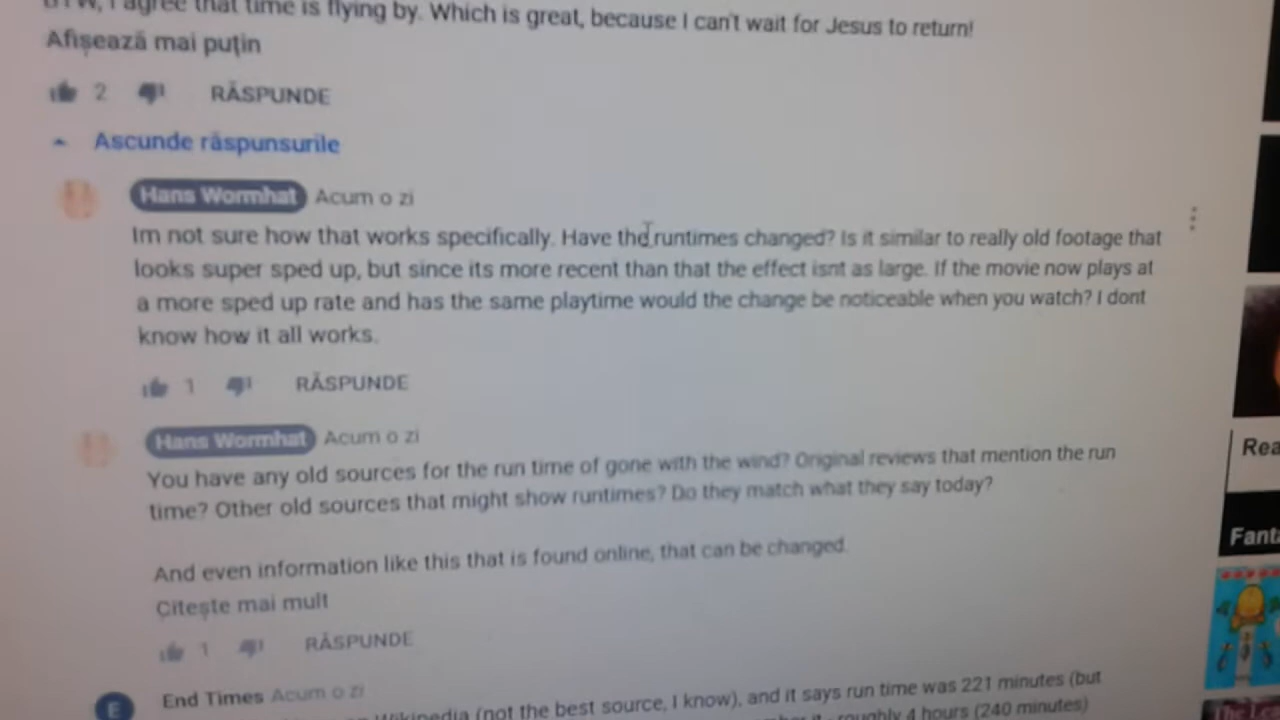 BTW, I agree that time is flying by. Which is great, because I can't wait for Jesus to return!
Afișează mai puțin
2 RĂSPUNDE
Ascunde răspunsurile
Hans Wormhat Acum o zi
Im not sure how that works specifically. Have the runtimes changed? Is it similar to really old footage that
looks super sped up, but since its more recent than that the effect isnt as large. If the movie now plays at
a more sped up rate and has the same playtime would the change be noticeable when you watch? I dont
know how it all works.
1 RĂSPUNDE
Hans Wormhat Acum o zi
You have any old sources for the run time of gone with the wind? Original reviews that mention the run
time? Other old sources that might show runtimes? Do they match what they say today?
And even information like this that is found online, that can be changed.
Citește mai mult
1 RĂSPUNDE
E
End Times Acum o zi
Wikipedia (not the best source, I know), and it says run time was 221 minutes (but
it - roughly 4 hours (240 minutes)
Rea
Fanta